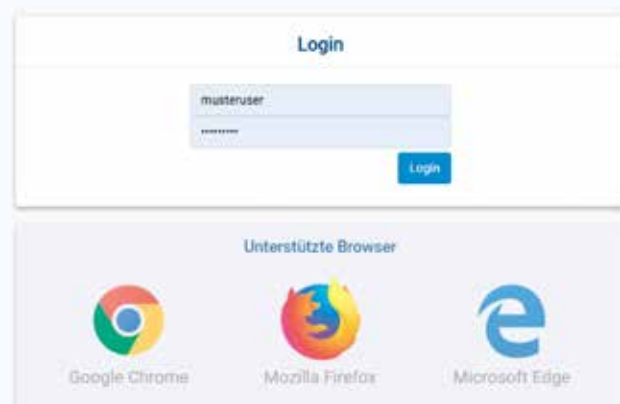 Login
musteruser
•••••••••
Login
Unterstützte Browser
Google Chrome
Mozilla Firefox
Microsoft Edge